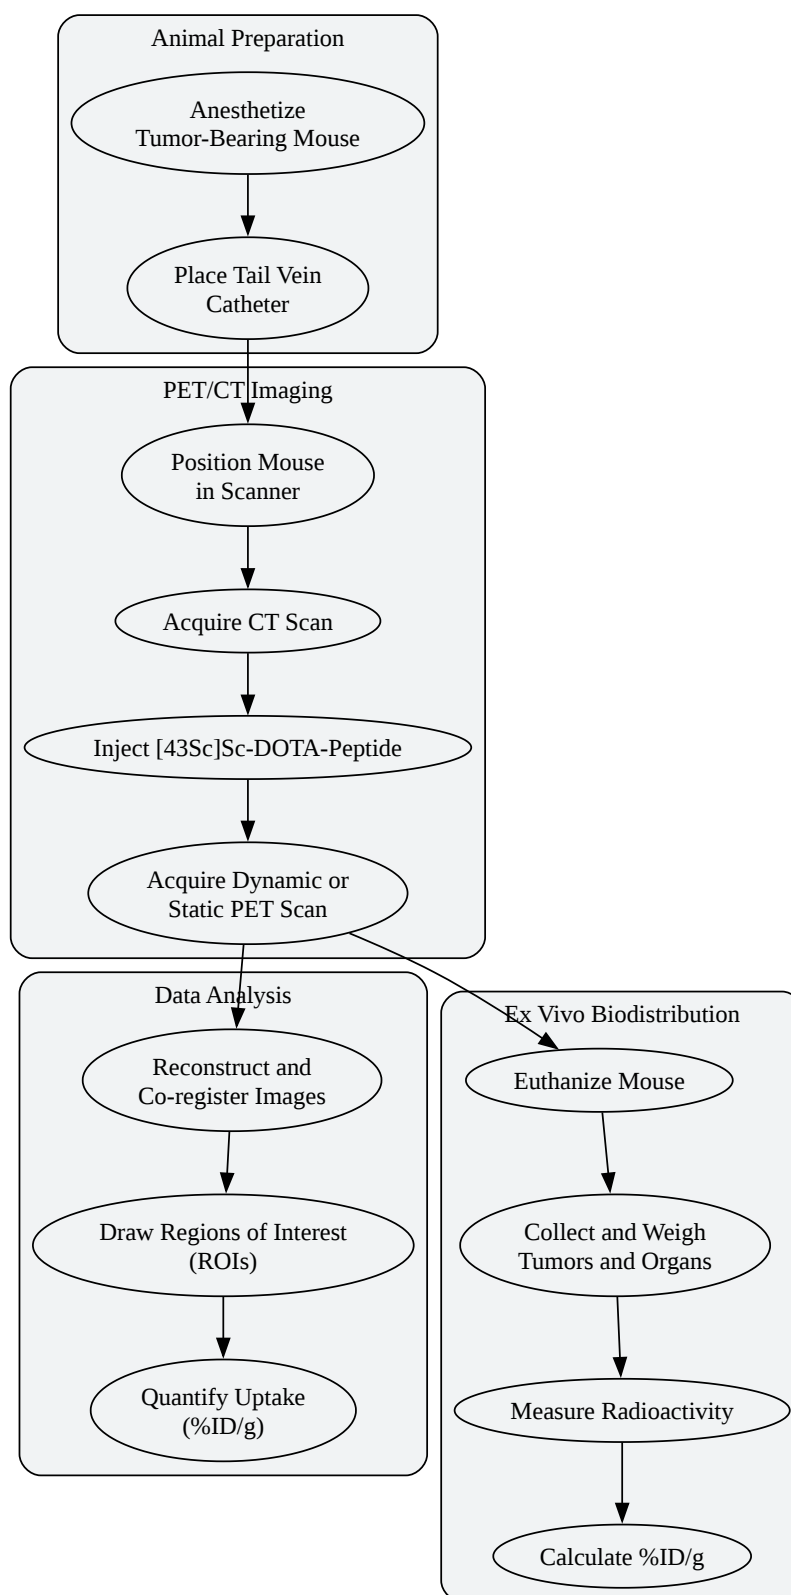 Animal Preparation
Anesthetize
Tumor-Bearing Mouse
Place Tail Vein
Catheter
PET/CT Imaging
Position Mouse
in Scanner
Acquire CT Scan
Inject [43Sc]Sc-DOTA-Peptide
Acquire Dynamic or
Static PET Scan
Data Analysis
Reconstruct and
Co-register Images
Draw Regions of Interest
(ROIs)
Quantify Uptake
(%ID/g)
Ex Vivo Biodistribution
Euthanize Mouse
Collect and Weigh
Tumors and Organs
Measure Radioactivity
Calculate %ID/g